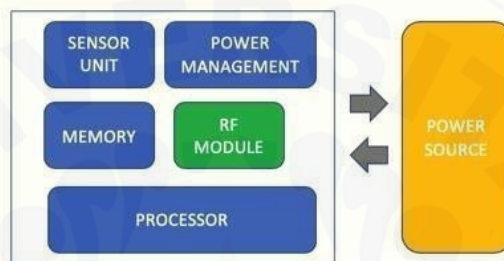 SENSOR
UNIT
POWER
MANAGEMENT
MEMORY
RF
MODULE
PROCESSOR
POWER
SOURCE